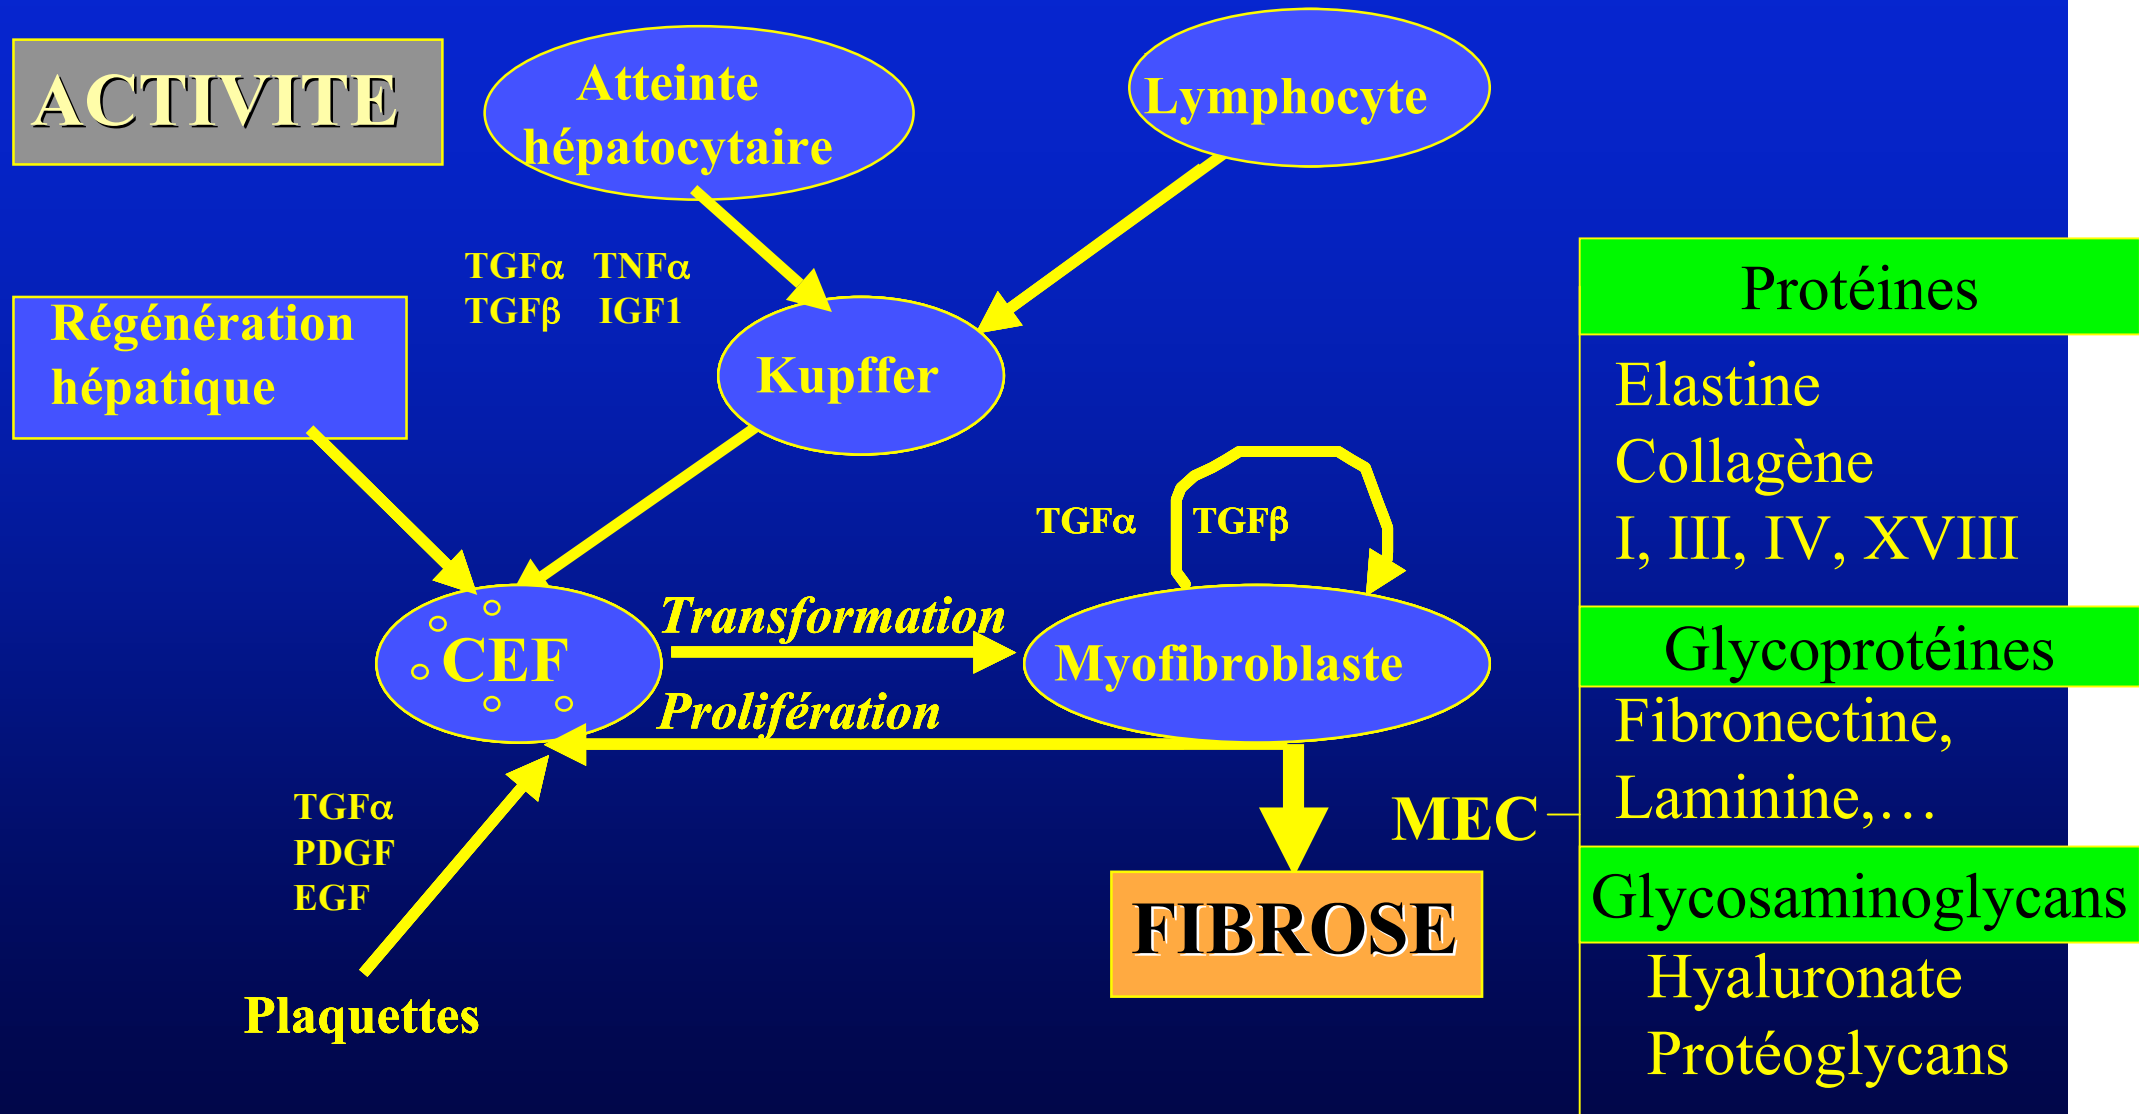 ACTIVITE
Atteinte
hépatocytaire
Lymphocyte
TGFα TNFα
TGFβ IGF1
Régénération
hépatique
Kupffer
TGFα TGFβ
CEF
Transformation
Prolifération
Myofibroblaste
TGFα
PDGF
EGF
Plaquettes
FIBROSE
MEC
Protéines
Elastine
Collagène
I, III, IV, XVIII
Glycoprotéines
Fibronectine,
Laminine,…
Glycosaminoglycans
Hyaluronate
Protéoglycans